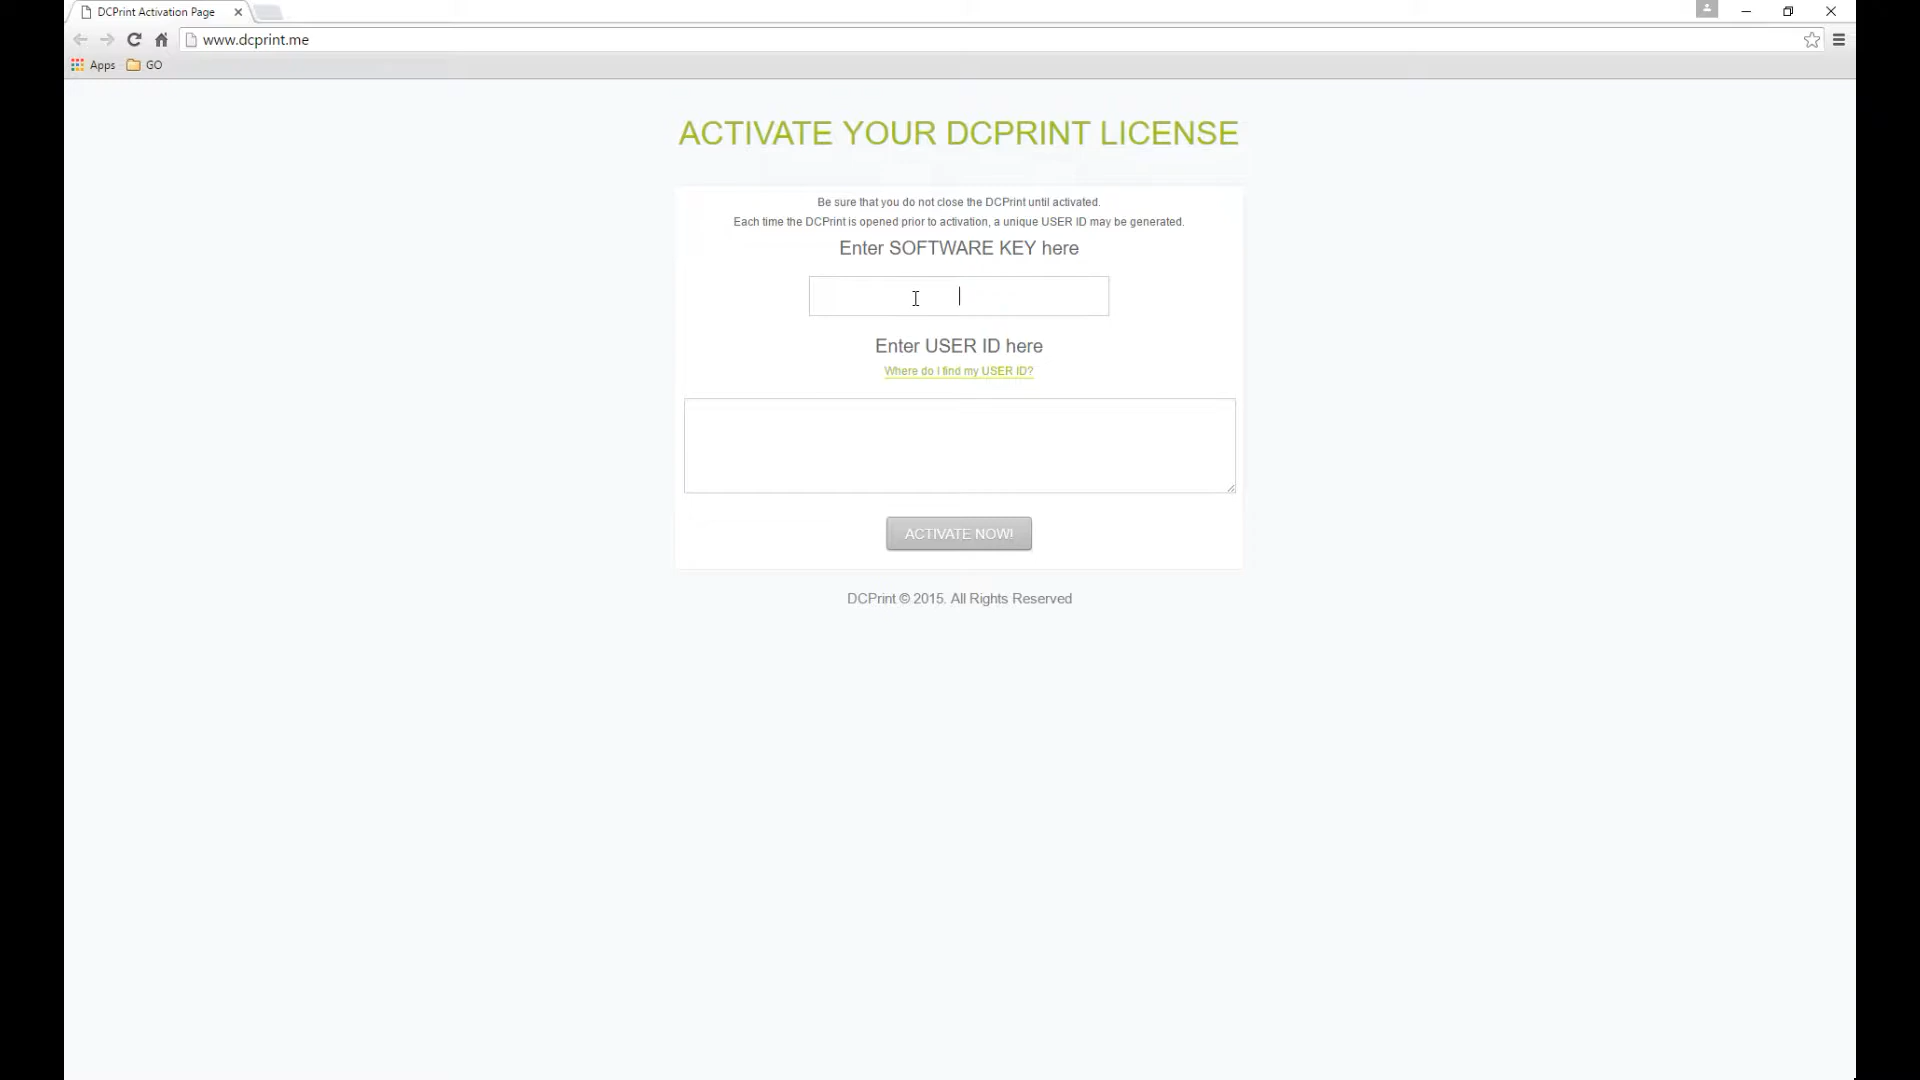 DCPrint Activation Page
www.dcprint.me
Apps GO
ACTIVATE YOUR DCPRINT LICENSE
Be sure that you do not close the DCPrint until activated.
Each time the DCPrint is opened prior to activation, a unique USER ID may be generated.
Enter SOFTWARE KEY here
Enter USER ID here
Where do I find my USER ID?
ACTIVATE NOW!
DCPrint © 2015. All Rights Reserved